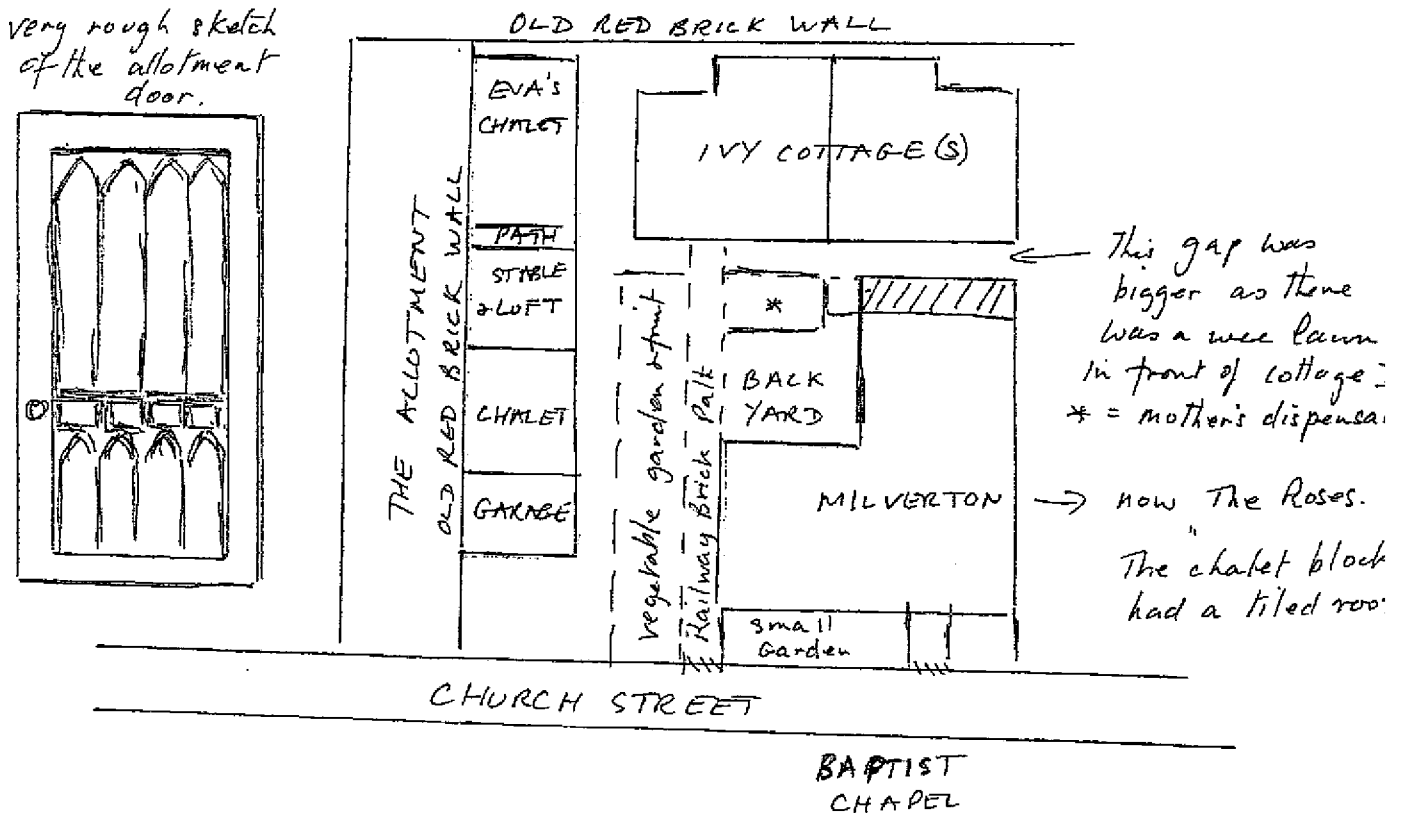 very rough sketch
of the allotment
door.
OLD RED BRICK WALL
EVA'S
CHALET
PATH
STABLE
& LOFT
CHALET
GARAGE
THE ALLOTMENT
OLD RED BRICK WALL
IVY COTTAGE(S)
vegetable garden & fruit
Railway Brick Path
*
BACK
YARD
MILVERTON → now The Roses.
small
Garden
This gap was
bigger as there
was a wee lawn
in front of cottage
* = mother's dispensa
"
The chalet block
had a tiled roo
CHURCH STREET
BAPTIST
CHAPEL